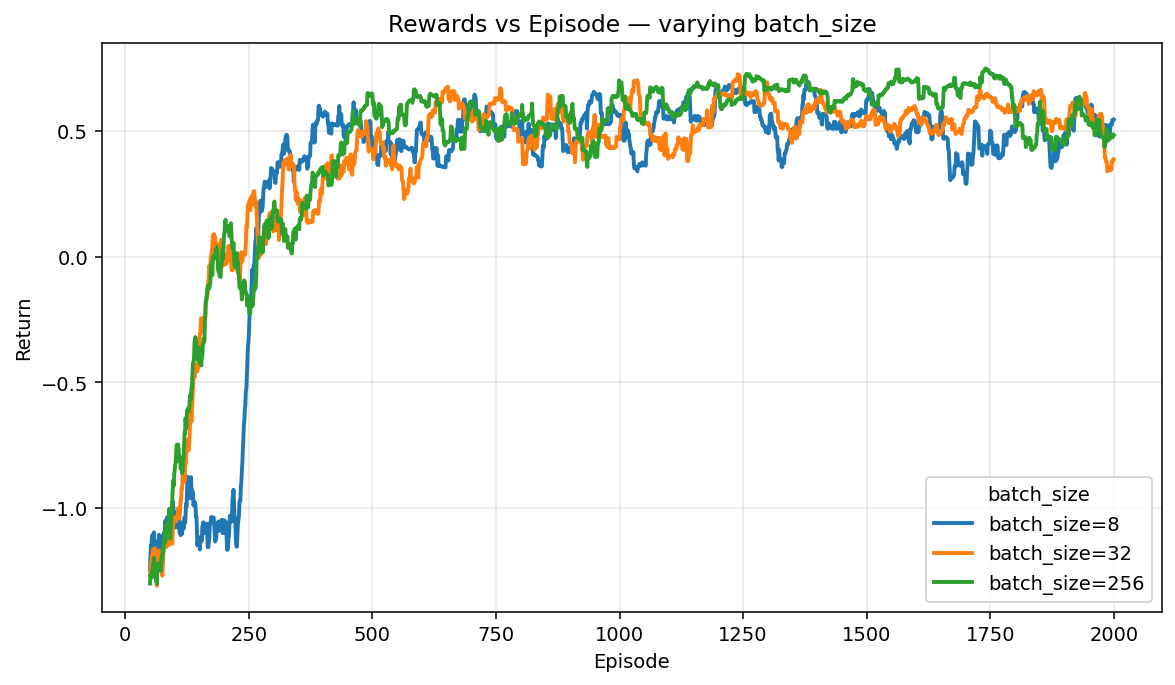 Rewards vs Episode — varying batch_size
Return
0.5
0.0
−0.5
−1.0
batch_size
batch_size=8
batch_size=32
batch_size=256
0 250 500 750 1000 1250 1500 1750 2000
Episode